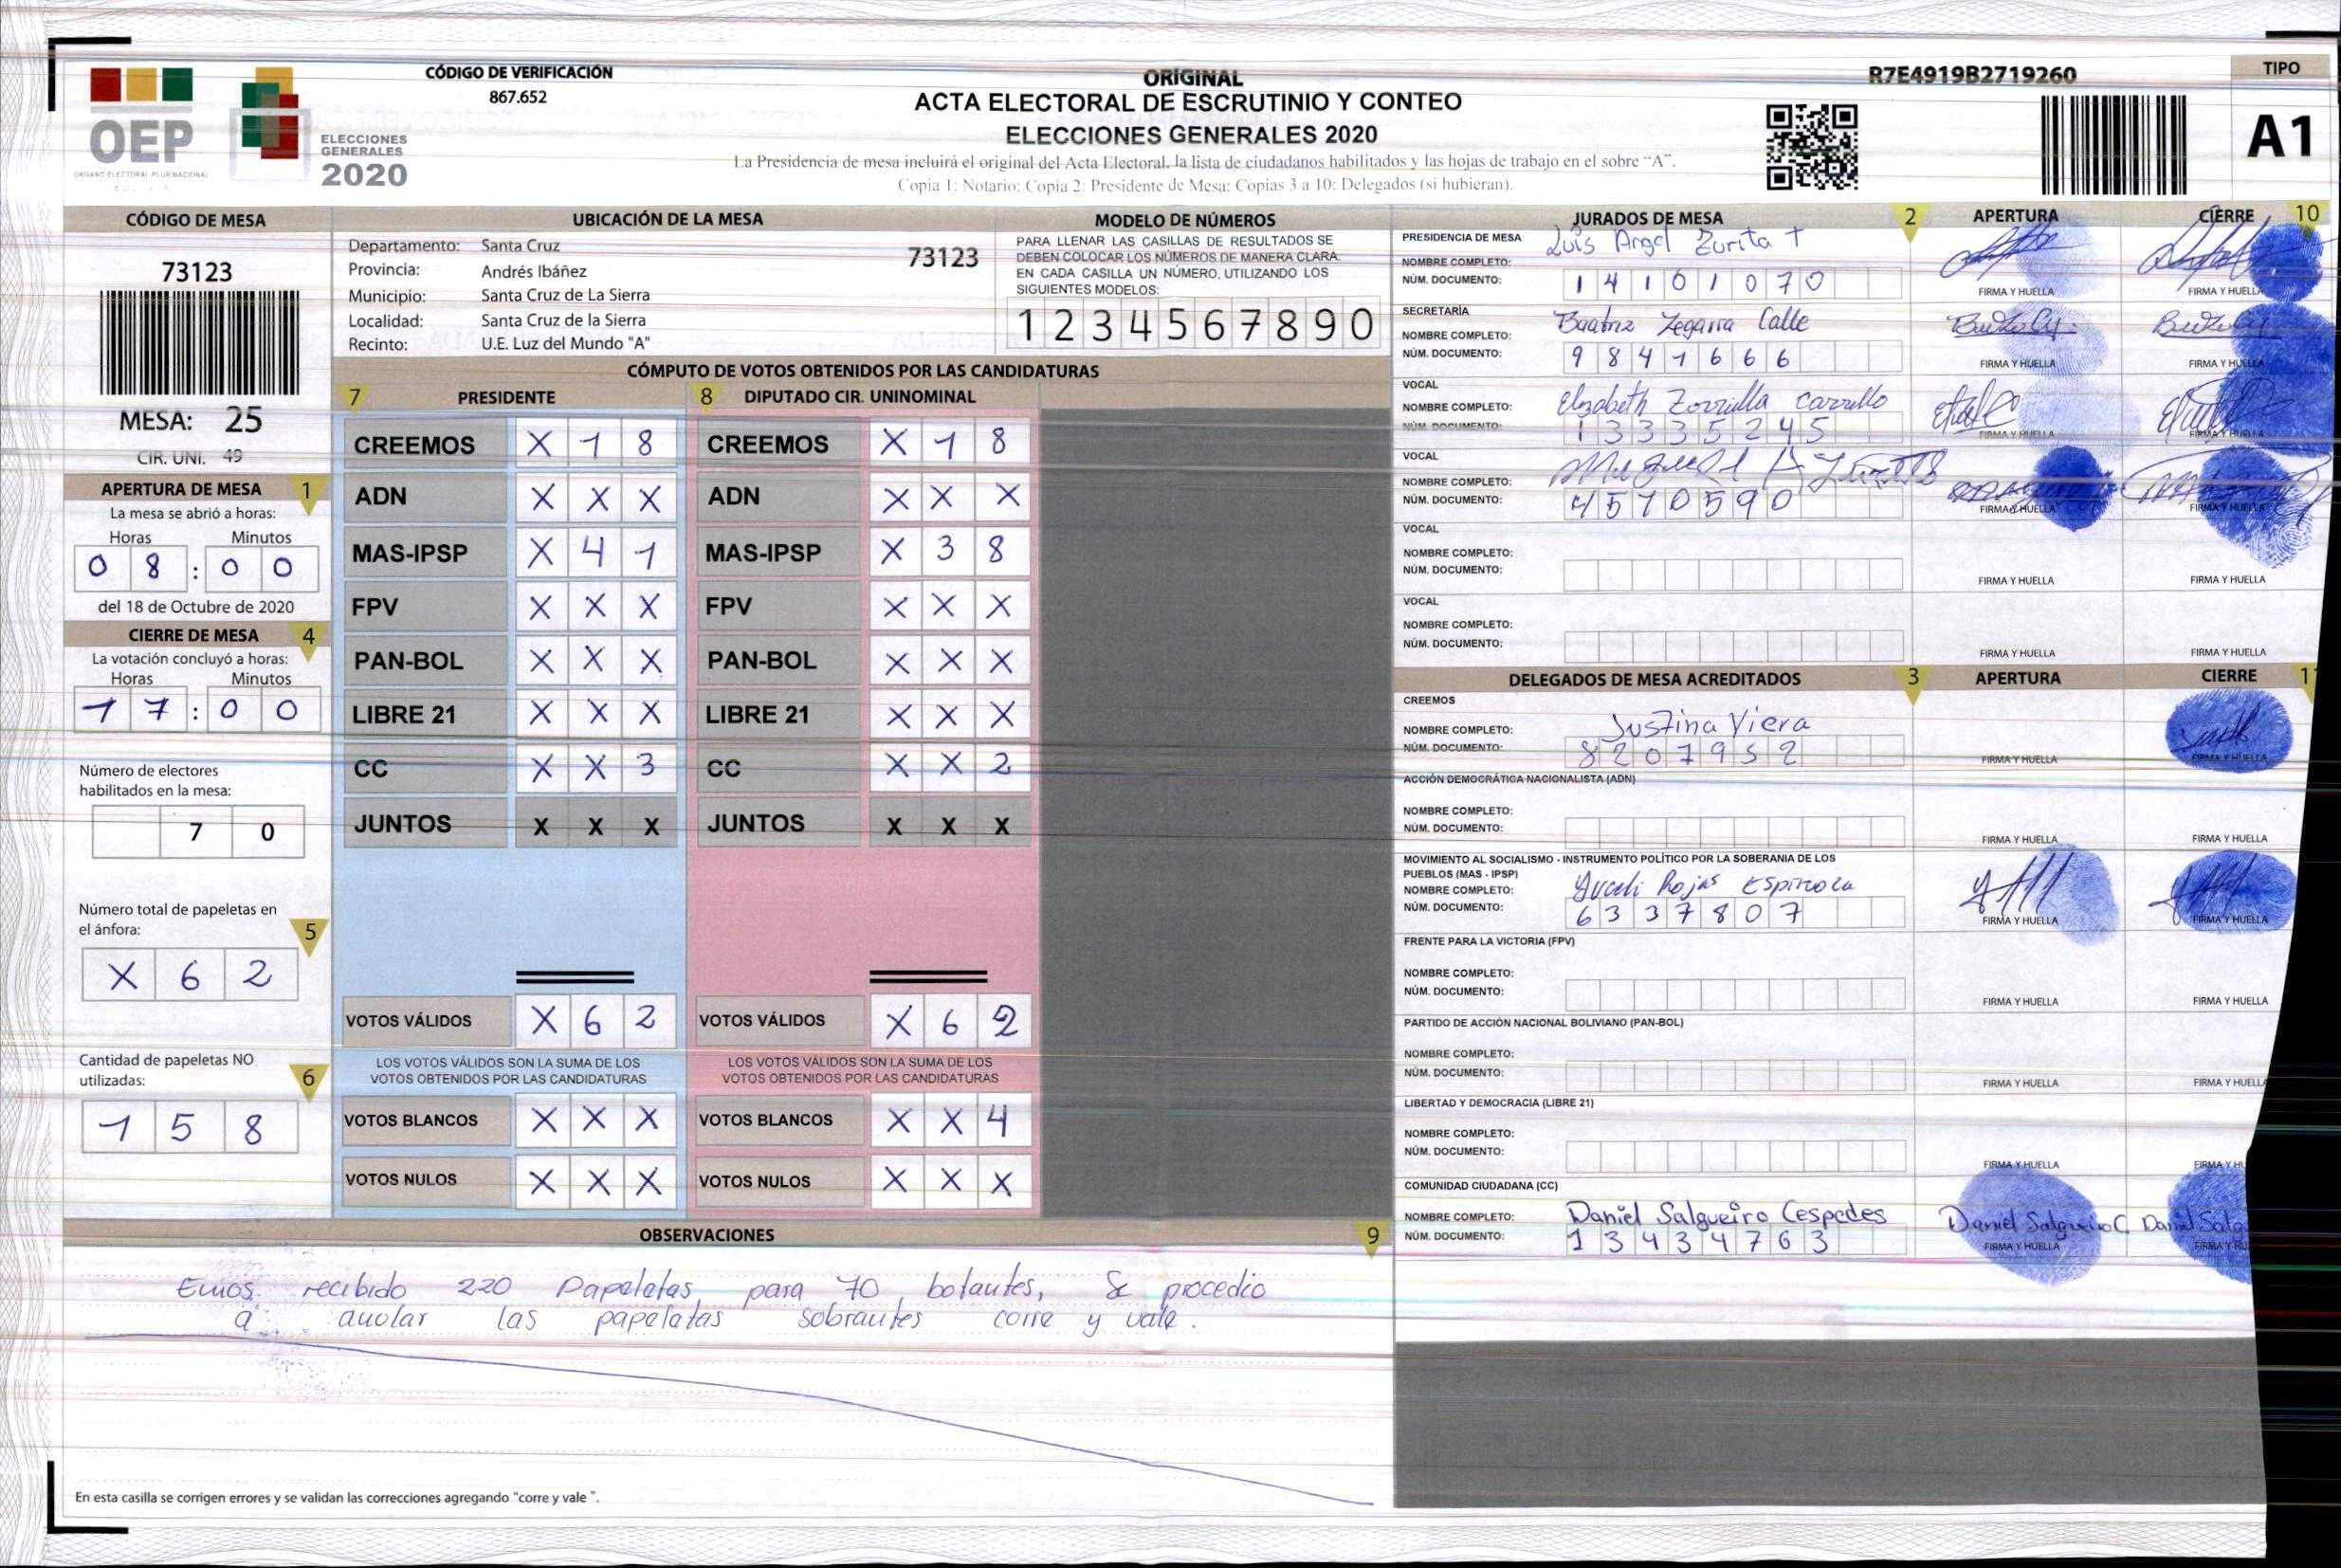 CÓDIGO DE VERIFICACIÓN
867.652
ORIGINAL
ACTA ELECTORAL DE ESCRUTINIO Y CONTEO
ELECCIONES GENERALES 2020
La Presidencia de mesa incluirá el original del Acta Electoral, la lista de ciudadanos habilitados y las hojas de trabajo en el sobre "A".
Copia 1: Notario; Copia 2: Presidente de Mesa; Copias 3 a 10: Delegados (si hubieran).
R7E4919B2719260
TIPO
A1
OEP
ÓRGANO ELECTORAL PLURINACIONAL
BOLIVIA
ELECCIONES
GENERALES
2020
CÓDIGO DE MESA
73123
MESA: 25
CIR. UNI. 49
APERTURA DE MESA 1
La mesa se abrió a horas:
Horas Minutos
0 8 : 0 0
del 18 de Octubre de 2020
CIERRE DE MESA 4
La votación concluyó a horas:
Horas Minutos
1 7 : 0 0
Número de electores
habilitados en la mesa:
7 0
Número total de papeletas en
el ánfora: 5
X 6 2
Cantidad de papeletas NO
utilizadas: 6
1 5 8
UBICACIÓN DE LA MESA
Departamento: Santa Cruz 73123
Provincia: Andrés Ibáñez
Municipio: Santa Cruz de La Sierra
Localidad: Santa Cruz de la Sierra
Recinto: U.E. Luz del Mundo "A"
MODELO DE NÚMEROS
PARA LLENAR LAS CASILLAS DE RESULTADOS SE
DEBEN COLOCAR LOS NÚMEROS DE MANERA CLARA.
EN CADA CASILLA UN NÚMERO, UTILIZANDO LOS
SIGUIENTES MODELOS:
1 2 3 4 5 6 7 8 9 0
CÓMPUTO DE VOTOS OBTENIDOS POR LAS CANDIDATURAS
7 PRESIDENTE 8 DIPUTADO CIR. UNINOMINAL
CREEMOS X 1 8 CREEMOS X 1 8
ADN X X X ADN X X X
MAS-IPSP X 4 1 MAS-IPSP X 3 8
FPV X X X FPV X X X
PAN-BOL X X X PAN-BOL X X X
LIBRE 21 X X X LIBRE 21 X X X
CC X X 3 CC X X 2
JUNTOS X X X JUNTOS X X X
VOTOS VÁLIDOS X 6 2 VOTOS VÁLIDOS X 6 2
LOS VOTOS VÁLIDOS SON LA SUMA DE LOS LOS VOTOS VÁLIDOS SON LA SUMA DE LOS
VOTOS OBTENIDOS POR LAS CANDIDATURAS VOTOS OBTENIDOS POR LAS CANDIDATURAS
VOTOS BLANCOS X X X VOTOS BLANCOS X X 4
VOTOS NULOS X X X VOTOS NULOS X X X
OBSERVACIONES 9
Emos recibido 220 Papeletas para 70 botantes, Se procedio
a anolar las papeletas sobrantes corre y vale.
En esta casilla se corrigen errores y se validan las correcciones agregando "corre y vale ".
JURADOS DE MESA 2 APERTURA CIERRE 10
PRESIDENCIA DE MESA
NOMBRE COMPLETO: Luis Angel Zurita T
NÚM. DOCUMENTO: 1 4 1 0 1 0 7 0
FIRMA Y HUELLA FIRMA Y HUELLA
SECRETARÍA
NOMBRE COMPLETO: Beatriz Zegarra Calle
NÚM. DOCUMENTO: 9 8 4 1 6 6 6
FIRMA Y HUELLA FIRMA Y HUELLA
VOCAL
NOMBRE COMPLETO: Elizabeth Zorrilla Carrillo
NÚM. DOCUMENTO: 1 3 3 3 5 2 4 5
FIRMA Y HUELLA FIRMA Y HUELLA
VOCAL
NOMBRE COMPLETO:
NÚM. DOCUMENTO: 4 5 7 0 5 9 0
FIRMA Y HUELLA FIRMA Y HUELLA
VOCAL
NOMBRE COMPLETO:
NÚM. DOCUMENTO:
FIRMA Y HUELLA FIRMA Y HUELLA
VOCAL
NOMBRE COMPLETO:
NÚM. DOCUMENTO:
FIRMA Y HUELLA FIRMA Y HUELLA
DELEGADOS DE MESA ACREDITADOS 3 APERTURA CIERRE 1
CREEMOS
NOMBRE COMPLETO: Justina Viera
NÚM. DOCUMENTO: 8 2 0 7 9 5 2
FIRMA Y HUELLA FIRMA Y HUELLA
ACCIÓN DEMOCRÁTICA NACIONALISTA (ADN)
NOMBRE COMPLETO:
NÚM. DOCUMENTO:
FIRMA Y HUELLA FIRMA Y HUELLA
MOVIMIENTO AL SOCIALISMO - INSTRUMENTO POLÍTICO POR LA SOBERANIA DE LOS
PUEBLOS (MAS - IPSP)
NOMBRE COMPLETO: Rojas Espinoza
NÚM. DOCUMENTO: 6 3 3 7 8 0 7
FIRMA Y HUELLA FIRMA Y HUELLA
FRENTE PARA LA VICTORIA (FPV)
NOMBRE COMPLETO:
NÚM. DOCUMENTO:
FIRMA Y HUELLA FIRMA Y HUELLA
PARTIDO DE ACCIÓN NACIONAL BOLIVIANO (PAN-BOL)
NOMBRE COMPLETO:
NÚM. DOCUMENTO:
FIRMA Y HUELLA FIRMA Y HUELLA
LIBERTAD Y DEMOCRACIA (LIBRE 21)
NOMBRE COMPLETO:
NÚM. DOCUMENTO:
FIRMA Y HUELLA FIRMA Y HU
COMUNIDAD CIUDADANA (CC)
NOMBRE COMPLETO: Daniel Salgueiro Cespedes Daniel Salgueiro C Daniel Salg
NÚM. DOCUMENTO: 1 3 4 3 4 7 6 3
FIRMA Y HUELLA FIRMA Y HU